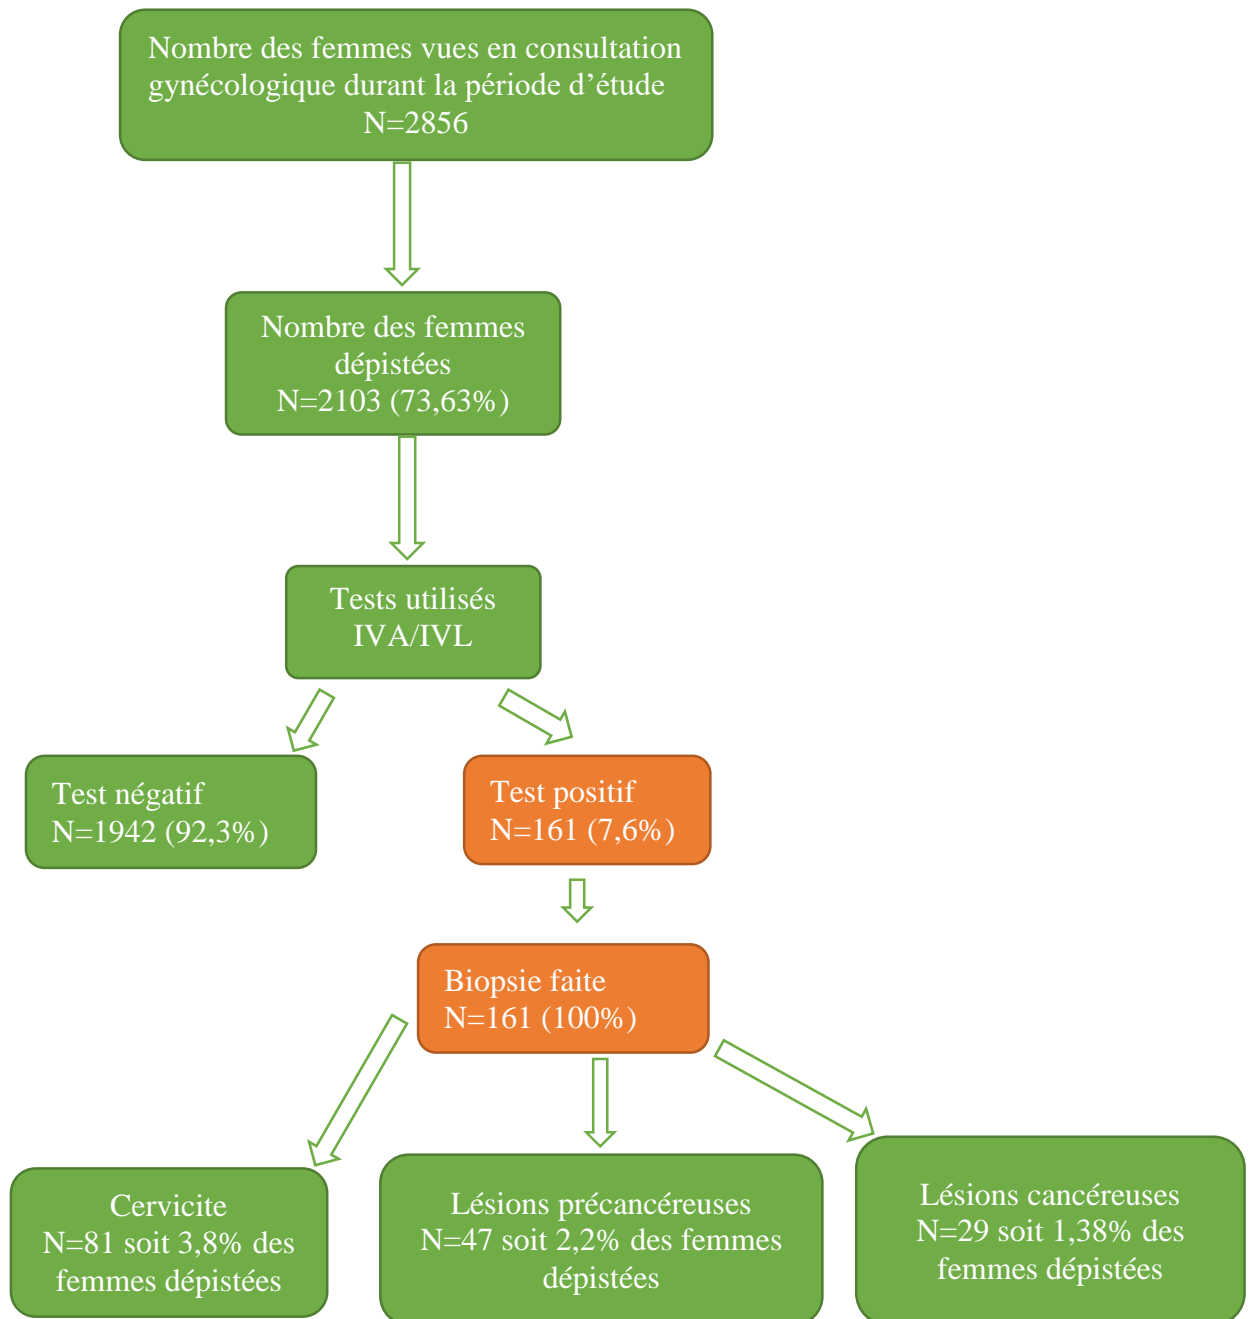 Nombre des femmes vues en consultation
gynécologique durant la période d’étude
N=2856
Nombre des femmes
dépistées
N=2103 (73,63%)
Tests utilisés
IVA/IVL
Test négatif
N=1942 (92,3%)
Test positif
N=161 (7,6%)
Biopsie faite
N=161 (100%)
Cervicite
N=81 soit 3,8% des
femmes dépistées
Lésions précancéreuses
N=47 soit 2,2% des femmes
dépistées
Lésions cancéreuses
N=29 soit 1,38% des
femmes dépistées